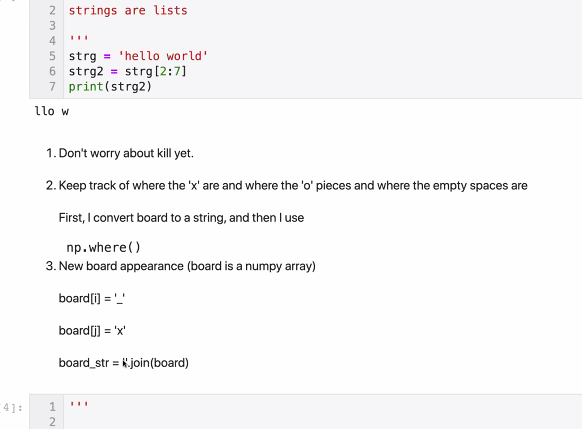 2 strings are lists
3
4 '''
5 strg = 'hello world'
6 strg2 = strg[2:7]
7 print(strg2)
llo w
1. Don't worry about kill yet.
2. Keep track of where the 'x' are and where the 'o' pieces and where the empty spaces are
First, I convert board to a string, and then I use
np.where()
3. New board appearance (board is a numpy array)
board[i] = '_'
board[j] = 'x'
board_str = ''.join(board)
4]: 1 '''
2